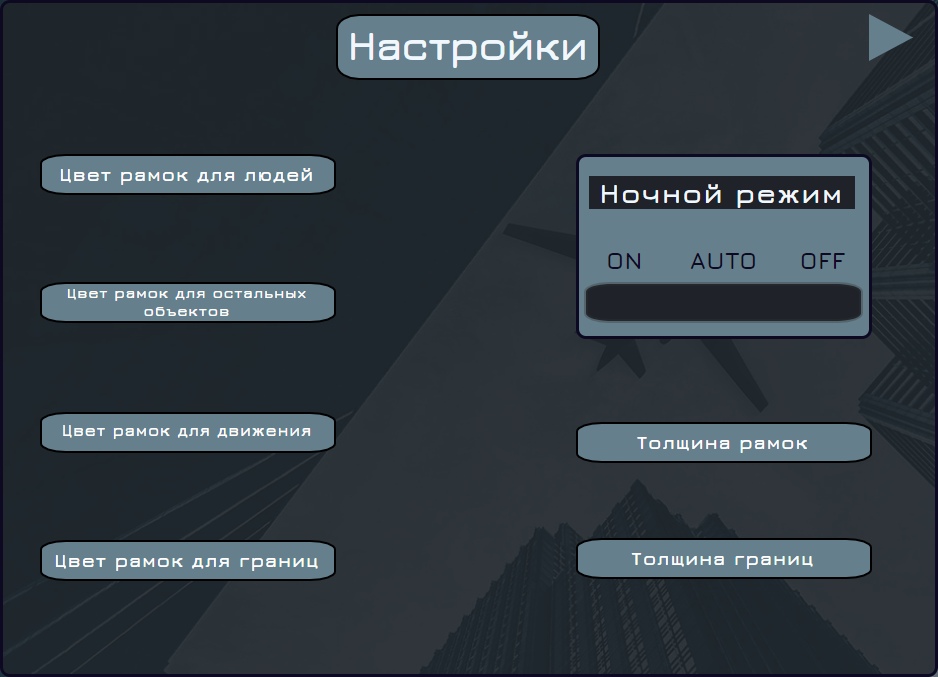 Настройки
Цвет рамок для людей
Цвет рамок для остальных
объектов
Цвет рамок для движения
Цвет рамок для границ
Ночной режим
ON AUTO OFF
Толщина рамок
Толщина границ